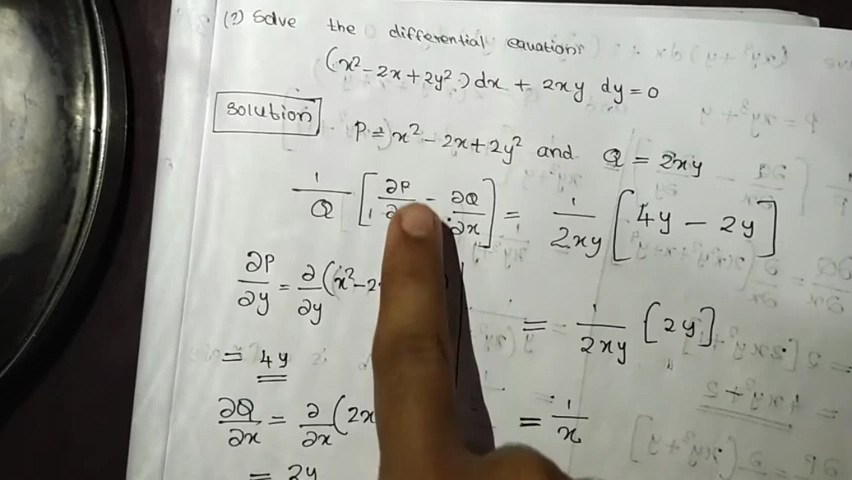 (2) Solve the differential equation:
(x² - 2x + 2y²) dx + 2xy dy = 0
Solution
P = x² - 2x + 2y² and Q = 2xy
1/Q [∂P/∂ - ∂Q/∂x] = 1/2xy [4y - 2y]
∂P/∂y = ∂/∂y (x² - 2
= 1/2xy [2y]
= 4y
∂Q/∂x = ∂/∂x (2x
= 1/x
= 2y